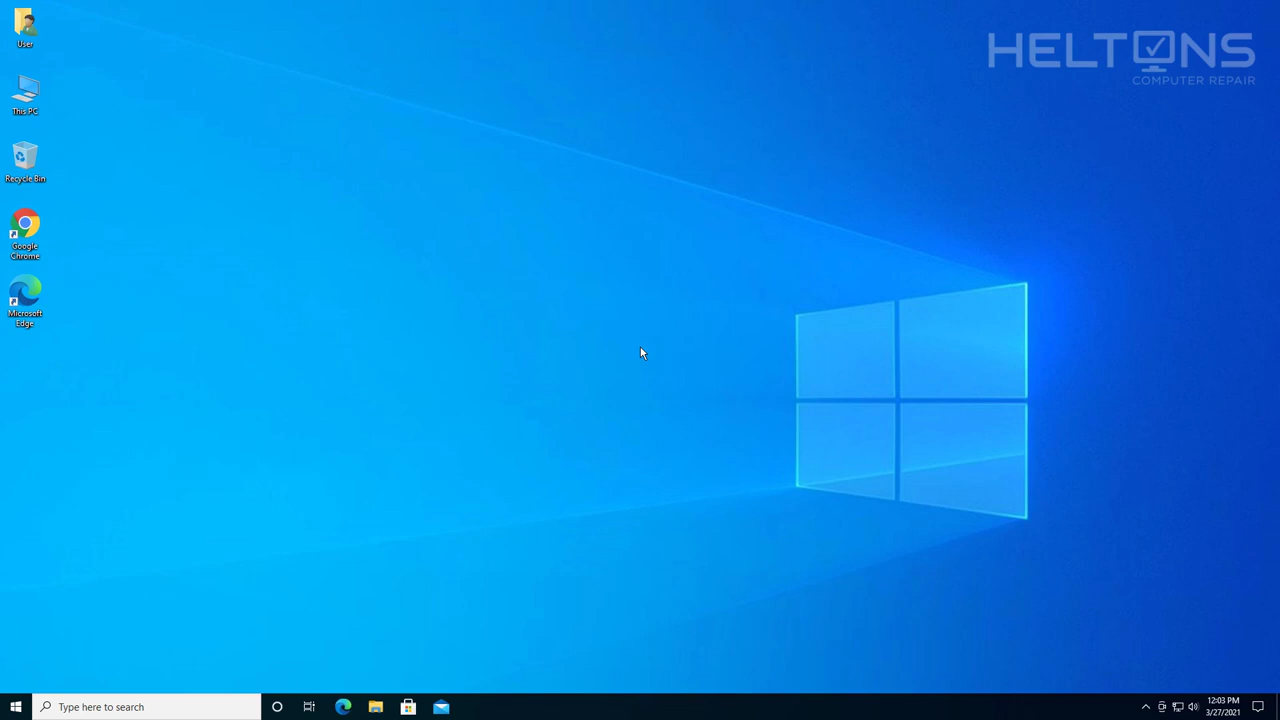 User
HELTONS
COMPUTER REPAIR
This PC
Recycle Bin
Google
Chrome
Microsoft
Edge
Type here to search
12:03 PM
3/27/2021